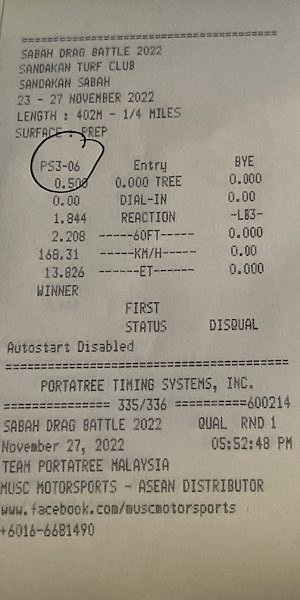 ==========================================
SABAH DRAG BATTLE 2022
SANDAKAN TURF CLUB
SANDAKAN SABAH
23 - 27 NOVEMBER 2022
LENGTH : 402M - 1/4 MILES
SURFACE : PREP
PS3-06 Entry BYE
0.500 0.000 TREE 0.000
0.00 DIAL-IN 0.00
1.844 REACTION -LB3-
2.208 -----60FT----- 0.000
168.31 -----KM/H----- 0.00
13.826 ------ET------ 0.000
WINNER
FIRST
STATUS DISQUAL
Autostart Disabled
==========================================
PORTATREE TIMING SYSTEMS, INC.
=============== 335/336 ==========600214
SABAH DRAG BATTLE 2022 QUAL RND 1
November 27, 2022 05:52:48 PM
TEAM PORTATREE MALAYSIA
MUSC MOTORSPORTS - ASEAN DISTRIBUTOR
www.facebook.com/muscmotorsports
+6016-6681490